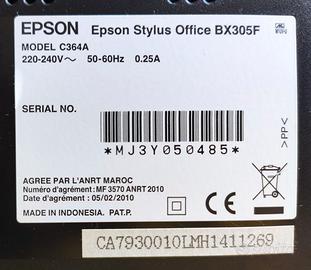 EPSON Epson Stylus Office BX305F
MODEL C364A
220-240V～ 50-60Hz 0.25A
SERIAL NO.
*MJ3Y050485*
>PP<
AGREE PAR L'ANRT MAROC
Numéro d'agrément: MF 3570 ANRT 2010
Date d'agrément : 05/02/2010
MADE IN INDONESIA. PAT.P.
CE
CA7930010LMH1411269